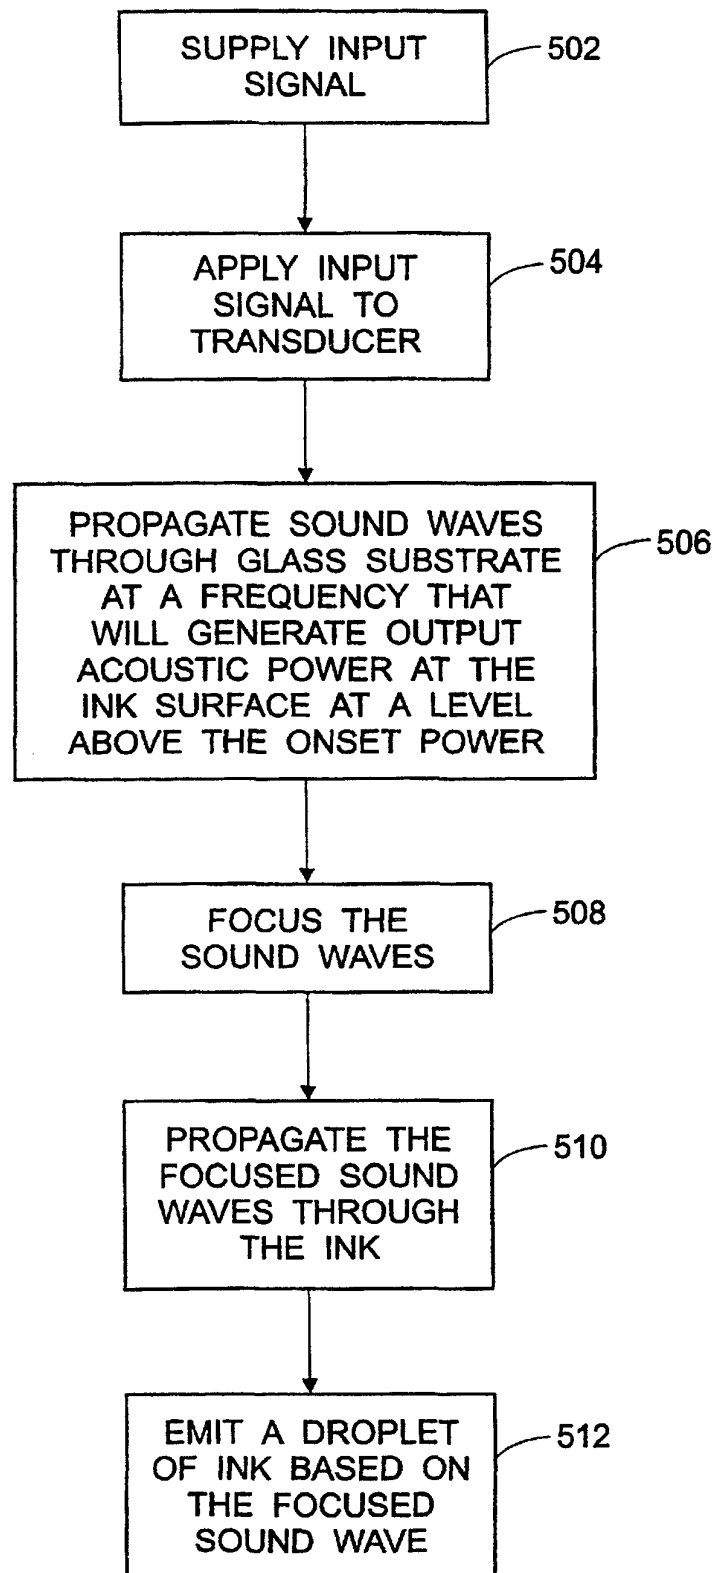 SUPPLY INPUT
SIGNAL
502
APPLY INPUT
SIGNAL TO
TRANSDUCER
504
PROPAGATE SOUND WAVES
THROUGH GLASS SUBSTRATE
AT A FREQUENCY THAT
WILL GENERATE OUTPUT
ACOUSTIC POWER AT THE
INK SURFACE AT A LEVEL
ABOVE THE ONSET POWER
506
FOCUS THE
SOUND WAVES
508
PROPAGATE THE
FOCUSED SOUND
WAVES THROUGH
THE INK
510
EMIT A DROPLET
OF INK BASED ON
THE FOCUSED
SOUND WAVE
512